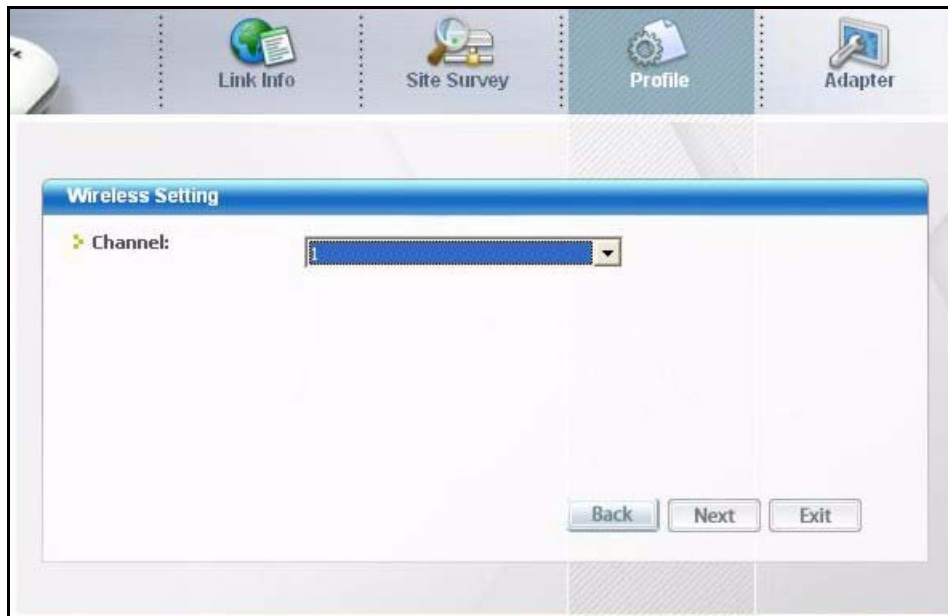 Link Info
Site Survey
Profile
Adapter
Wireless Setting
Channel:
1
Back
Next
Exit